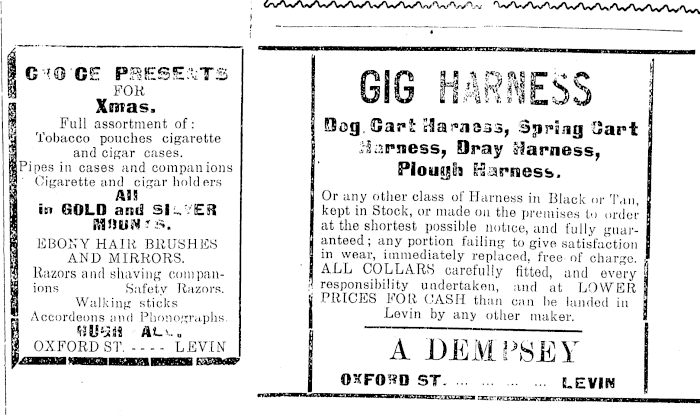 CHOICE PRESENTS
FOR
Xmas.
Full assortment of:
Tobacco pouches cigarette
and cigar cases.
Pipes in cases and companions
Cigarette and cigar holders
All
in GOLD and SILVER
MOUNTS.
EBONY HAIR BRUSHES
AND MIRRORS.
Razors and shaving compan-
ions Safety Razors.
Walking sticks
Accordeons and Phonographs.
HUGH ALL,
OXFORD ST. ---- LEVIN
GIG HARNESS
Dog Cart Harness, Spring Cart
Harness, Dray Harness,
Plough Harness.
Or any other class of Harness in Black or Tan,
kept in Stock, or made on the premises to order
at the shortest possible notice, and fully guar-
anteed; any portion failing to give satisfaction
in wear, immediately replaced, free of charge.
ALL COLLARS carefully fitted, and every
responsibility undertaken, and at LOWER
PRICES FOR CASH than can be landed in
Levin by any other maker.
A DEMPSEY
OXFORD ST. ... ... ... ... LEVIN